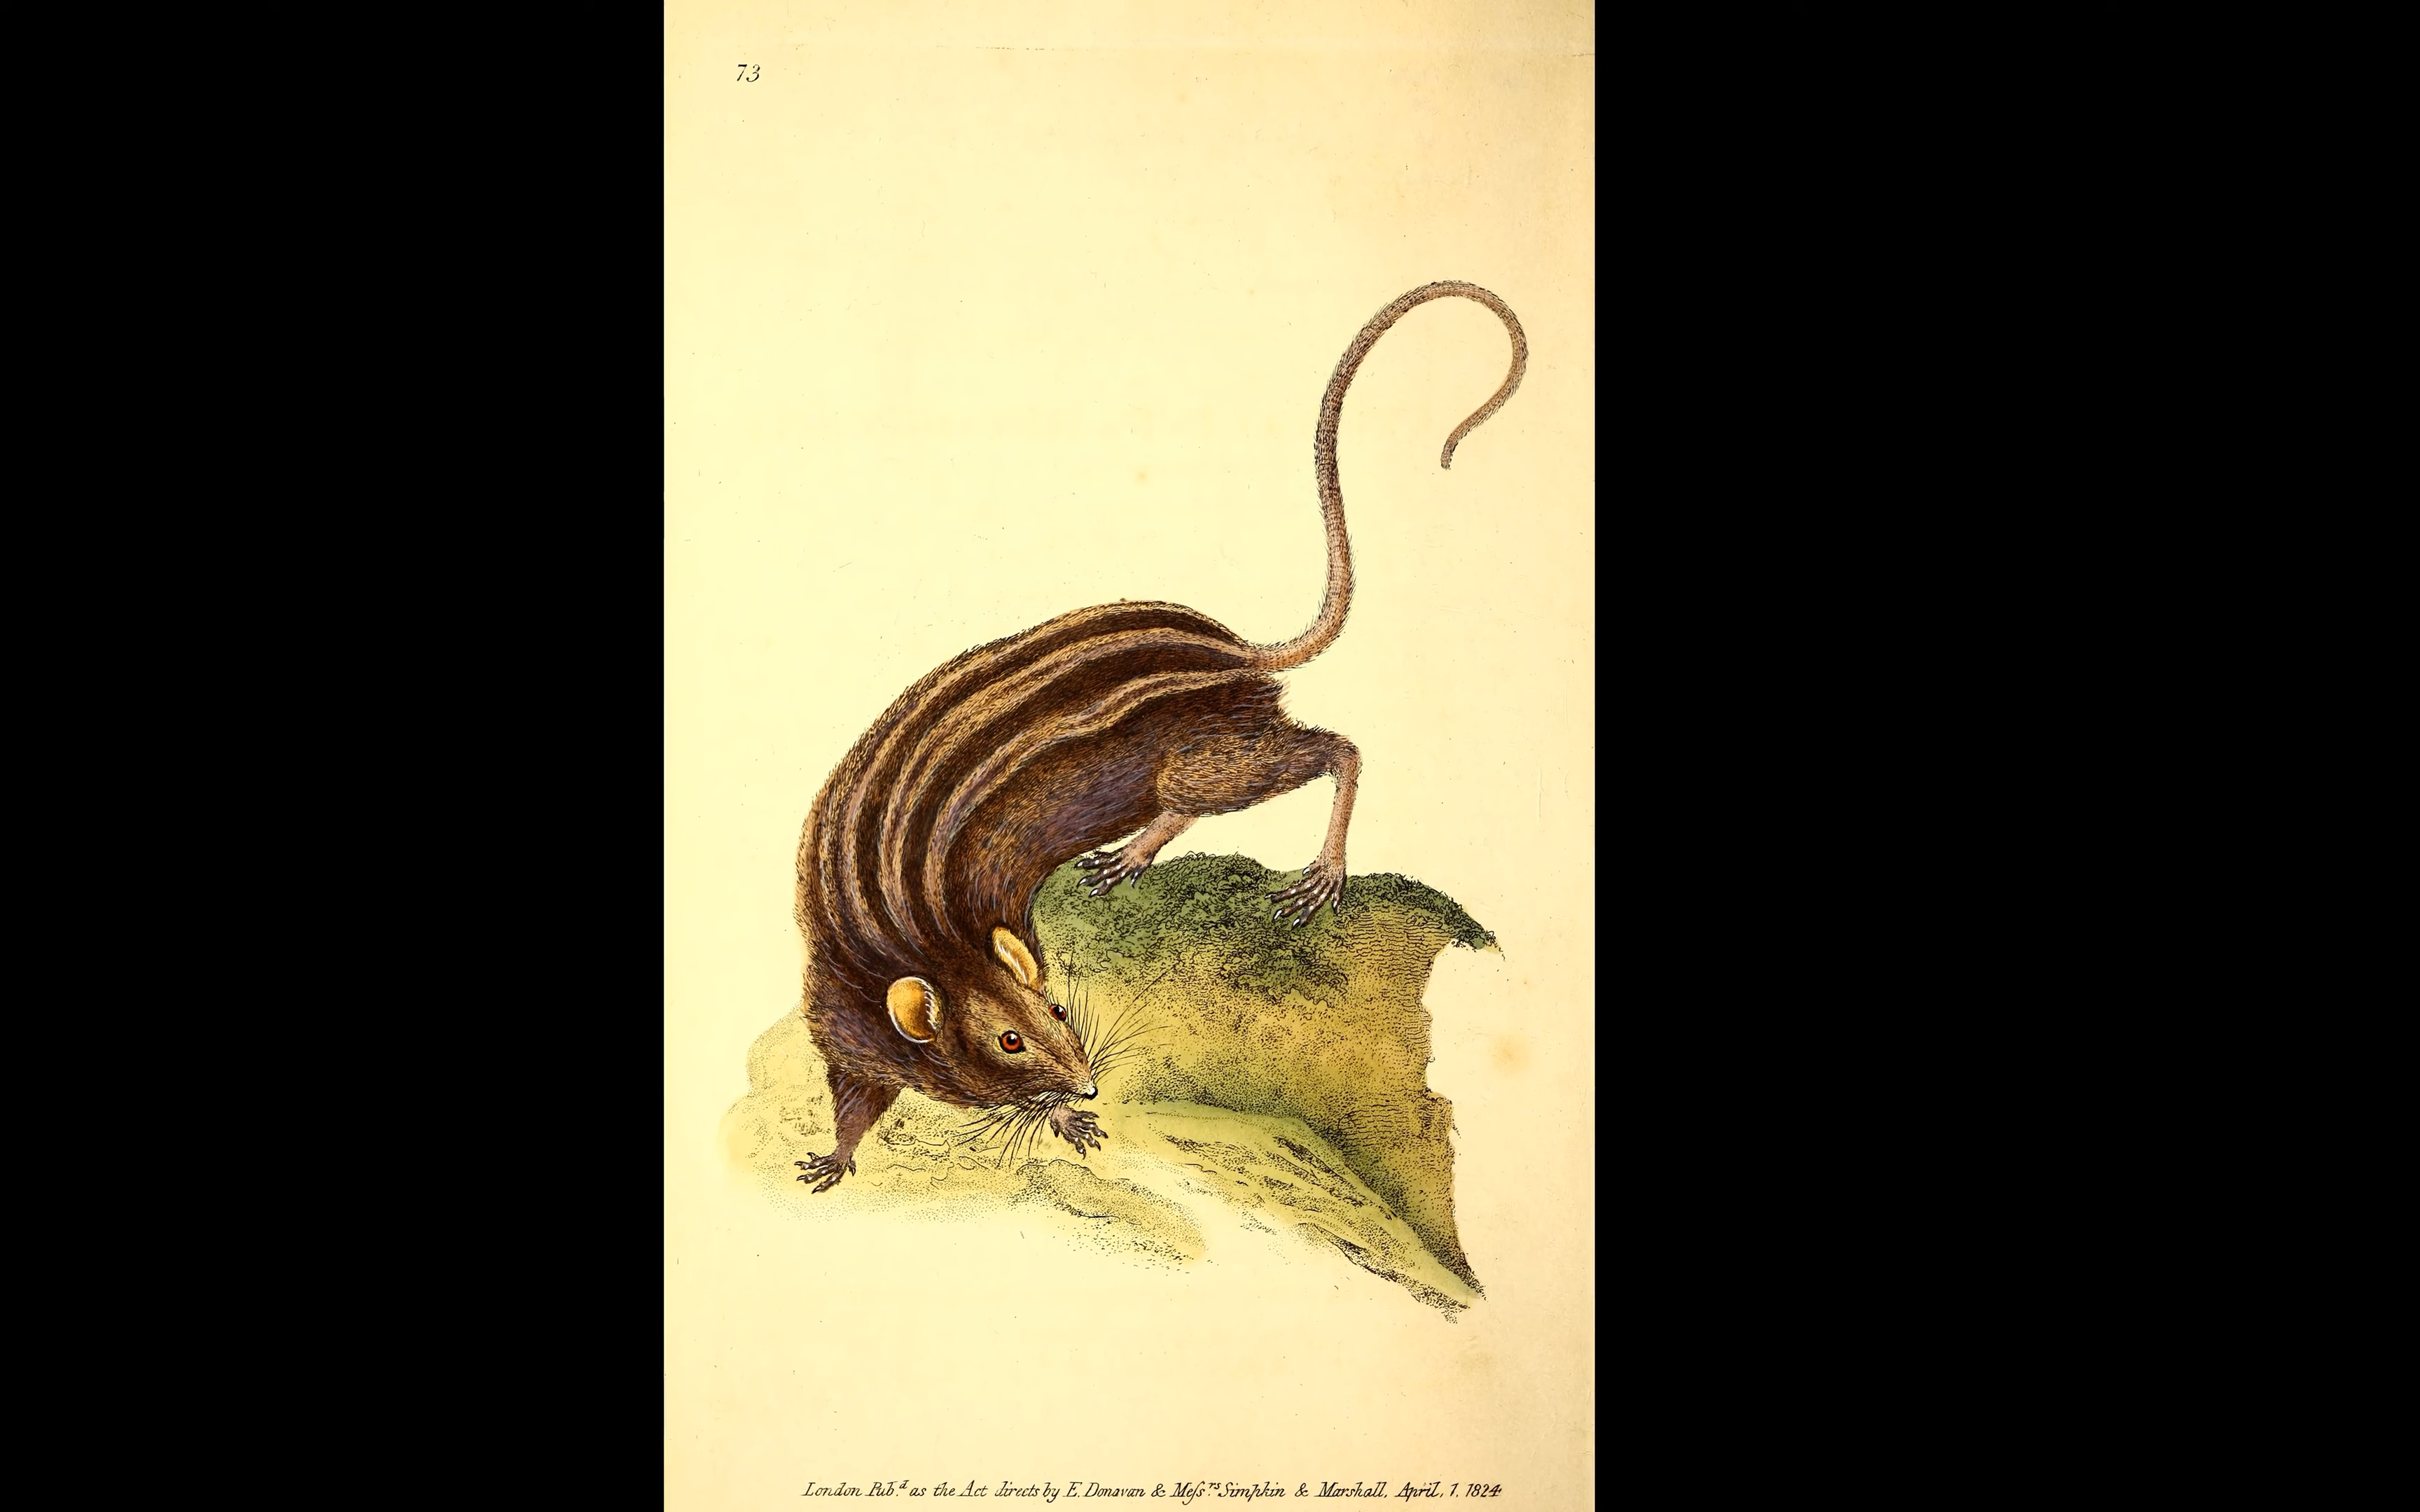 73
London Pub.d as the Act directs by E. Donavan & Meſs.rs Simpkin & Marshall, April, 1, 1824